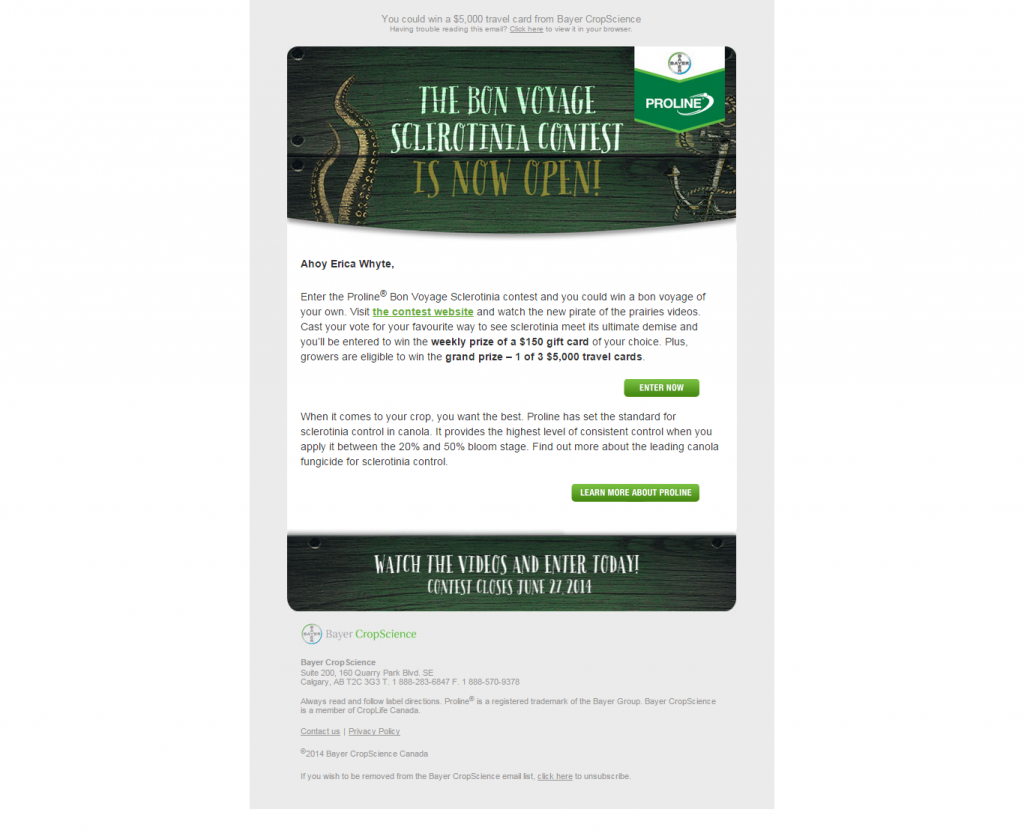 You could win a $5,000 travel card from Bayer CropScience
Having trouble reading this email? Click here to view it in your browser.
BAYER
PROLINE
THE BON VOYAGE
SCLEROTINIA CONTEST
IS NOW OPEN!
Ahoy Erica Whyte,
Enter the Proline® Bon Voyage Sclerotinia contest and you could win a bon voyage of
your own. Visit the contest website and watch the new pirate of the prairies videos.
Cast your vote for your favourite way to see sclerotinia meet its ultimate demise and
you'll be entered to win the weekly prize of a $150 gift card of your choice. Plus,
growers are eligible to win the grand prize – 1 of 3 $5,000 travel cards.
ENTER NOW
When it comes to your crop, you want the best. Proline has set the standard for
sclerotinia control in canola. It provides the highest level of consistent control when you
apply it between the 20% and 50% bloom stage. Find out more about the leading canola
fungicide for sclerotinia control.
LEARN MORE ABOUT PROLINE
WATCH THE VIDEOS AND ENTER TODAY!
CONTEST CLOSES JUNE 27, 2014
BAYER Bayer CropScience
Bayer CropScience
Suite 200, 160 Quarry Park Blvd. SE
Calgary, AB T2C 3G3 T. 1 888-283-6847 F. 1 888-570-9378
Always read and follow label directions. Proline® is a registered trademark of the Bayer Group. Bayer CropScience
is a member of CropLife Canada.
Contact us | Privacy Policy
®2014 Bayer CropScience Canada
If you wish to be removed from the Bayer CropScience email list, click here to unsubscribe.